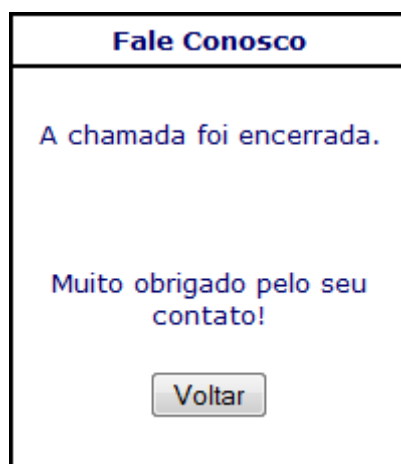 Fale Conosco
A chamada foi encerrada.
Muito obrigado pelo seu
contato!
Voltar